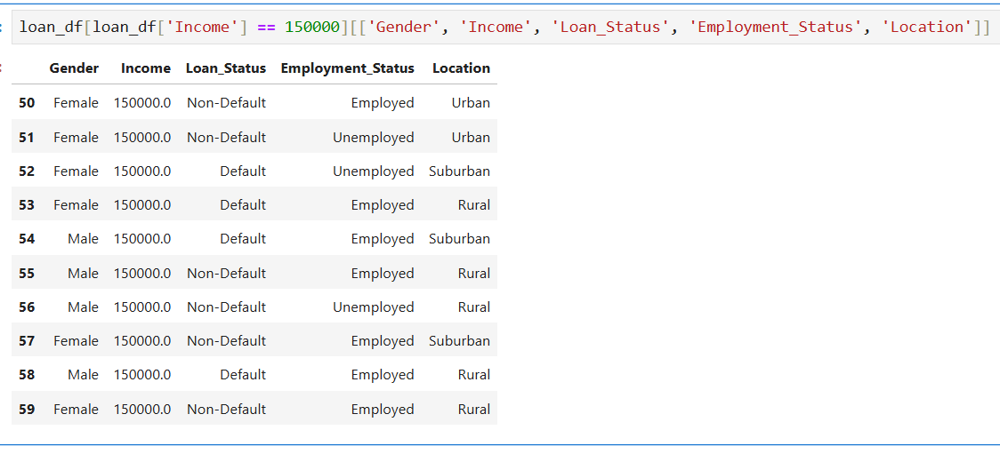 loan_df[loan_df['Income'] == 150000][['Gender', 'Income', 'Loan_Status', 'Employment_Status', 'Location']]
Gender Income Loan_Status Employment_Status Location
50 Female 150000.0 Non-Default Employed Urban
51 Female 150000.0 Non-Default Unemployed Urban
52 Female 150000.0 Default Unemployed Suburban
53 Female 150000.0 Default Employed Rural
54 Male 150000.0 Default Employed Suburban
55 Male 150000.0 Non-Default Employed Rural
56 Male 150000.0 Non-Default Unemployed Rural
57 Female 150000.0 Non-Default Employed Suburban
58 Male 150000.0 Default Employed Rural
59 Female 150000.0 Non-Default Employed Rural